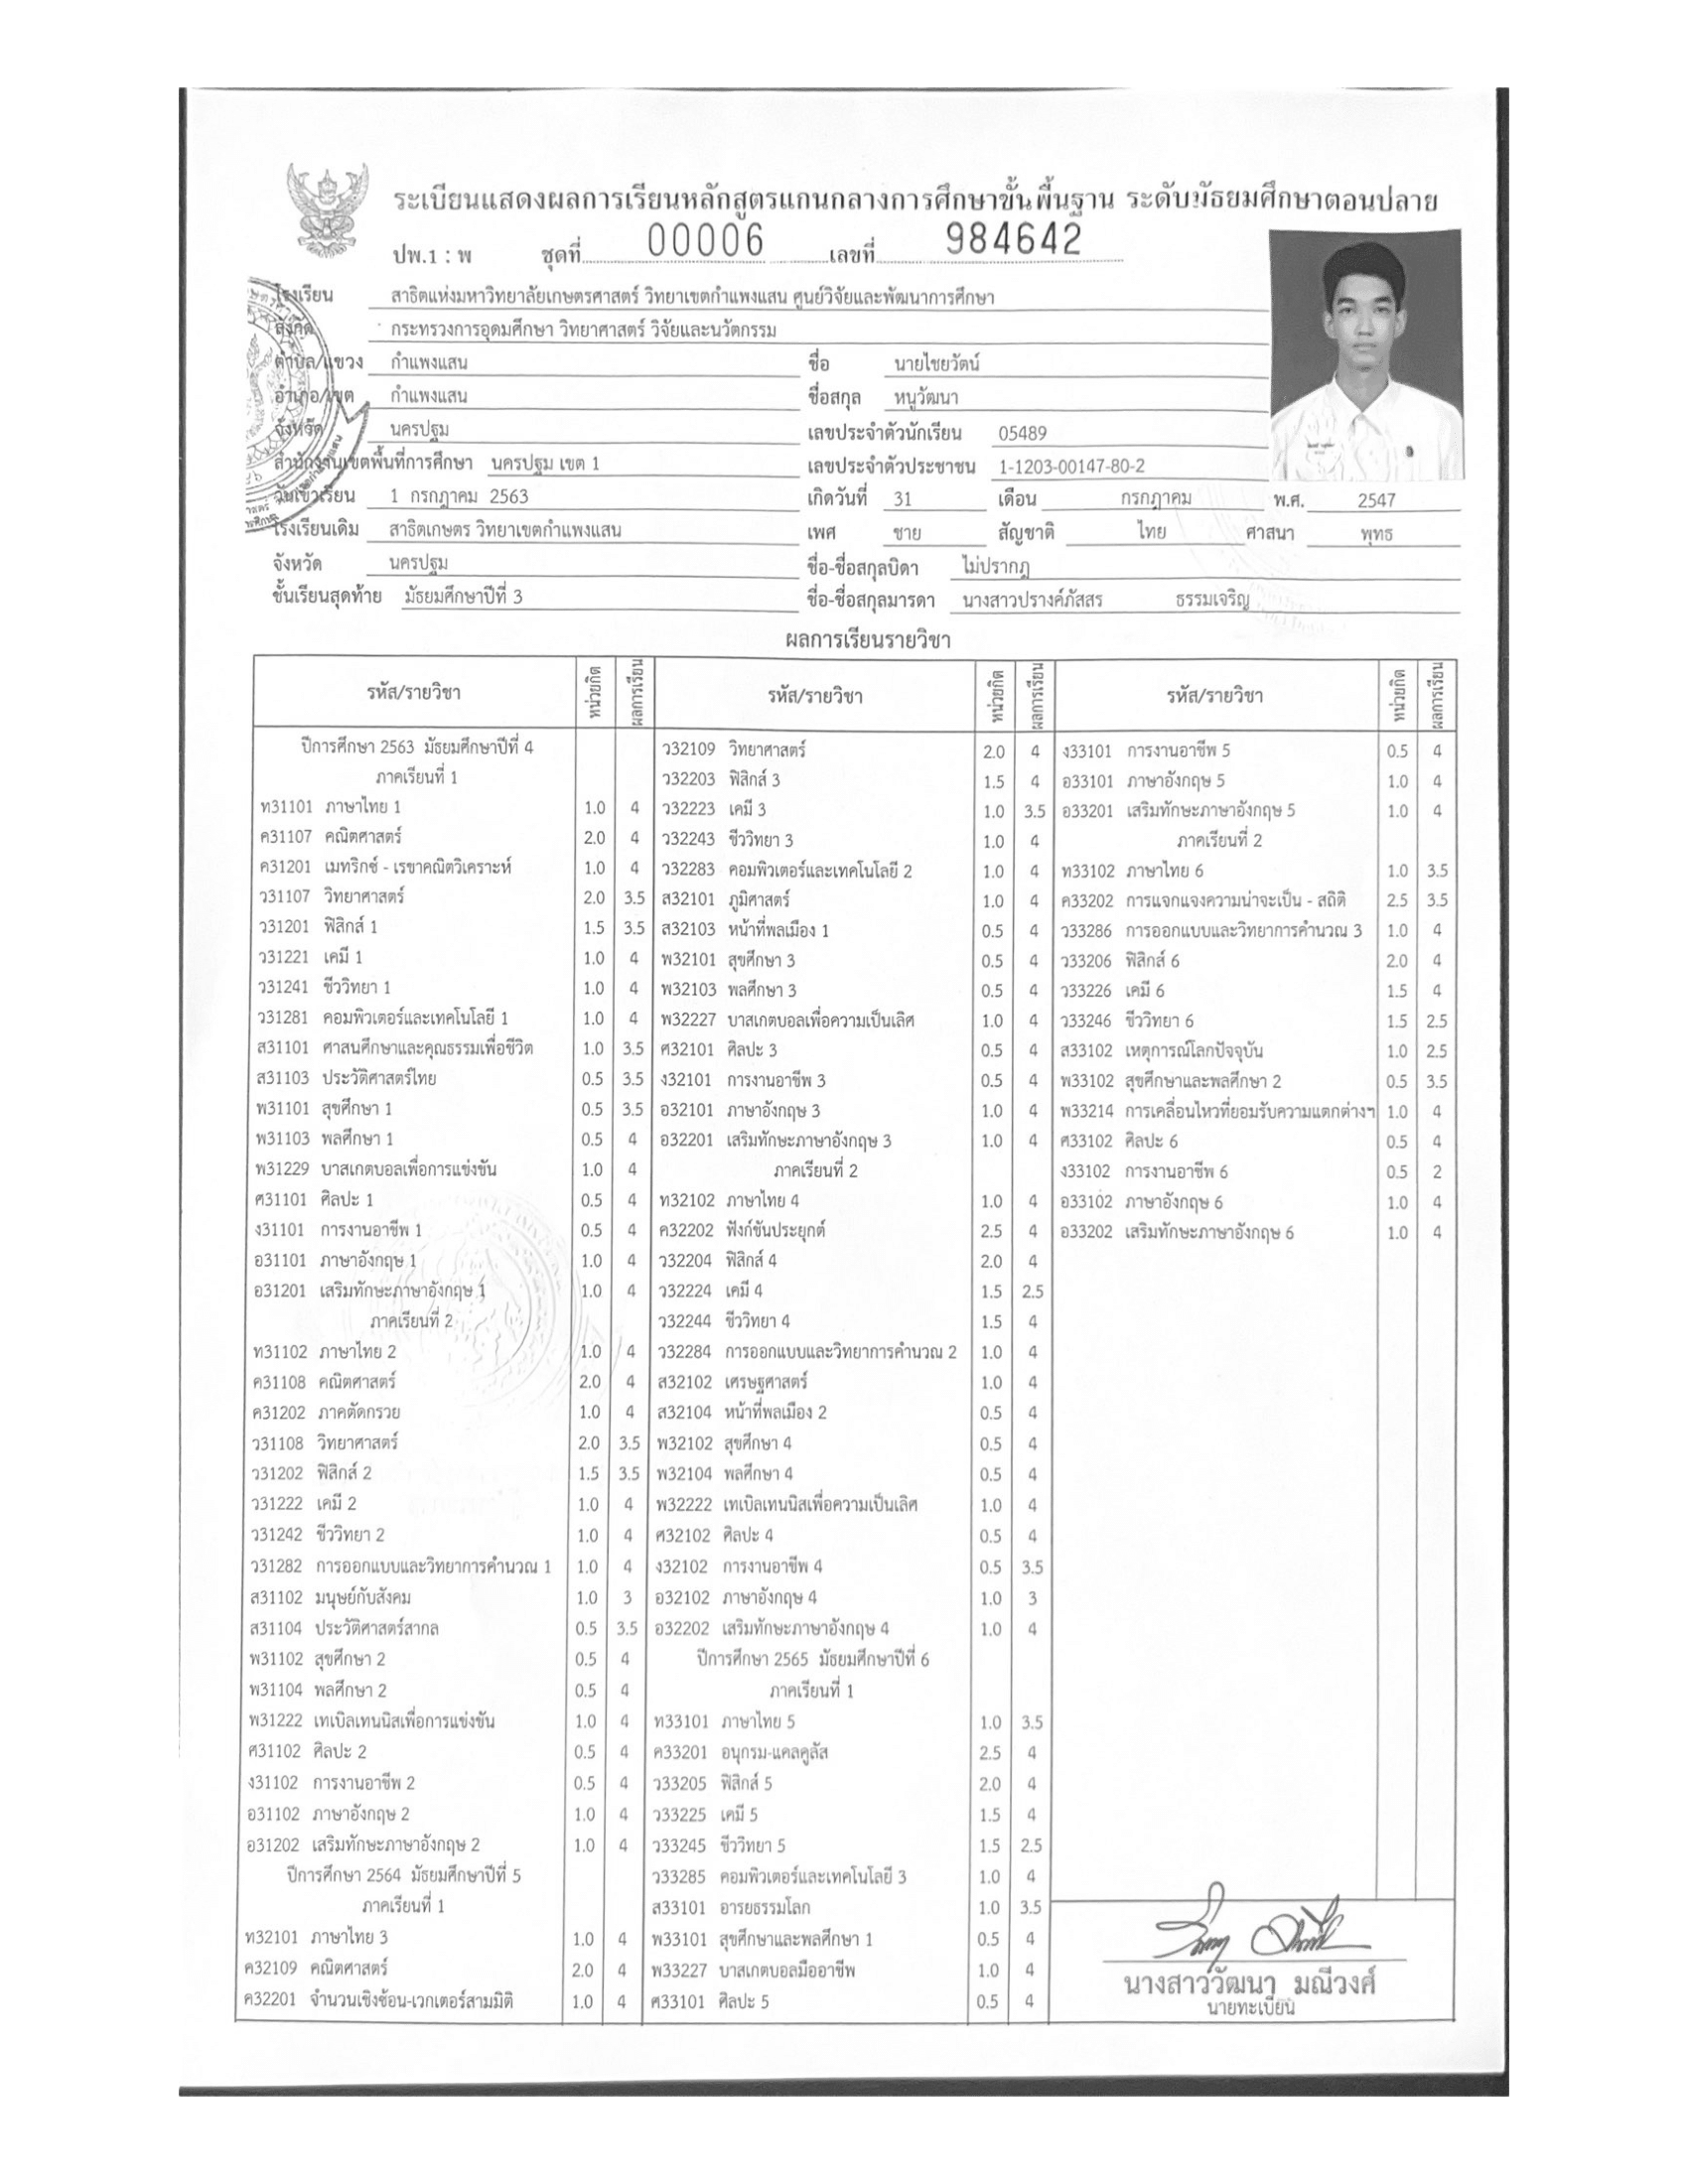 ระเบียนแสดงผลการเรียนหลักสูตรแกนกลางการศึกษาขั้นพื้นฐาน ระดับมัธยมศึกษาตอนปลาย
ปพ.1 : พ ชุดที่ 00006 เลขที่ 984642
โรงเรียน สาธิตแห่งมหาวิทยาลัยเกษตรศาสตร์ วิทยาเขตกำแพงแสน ศูนย์วิจัยและพัฒนาการศึกษา
สังกัด กระทรวงการอุดมศึกษา วิทยาศาสตร์ วิจัยและนวัตกรรม
ตำบล/แขวง กำแพงแสน ชื่อ นายไชยวัตน์
อำเภอ/เขต กำแพงแสน ชื่อสกุล หนูวัฒนา
จังหวัด นครปฐม เลขประจำตัวนักเรียน 05489
สำนักงานเขตพื้นที่การศึกษา นครปฐม เขต 1 เลขประจำตัวประชาชน 1-1203-00147-80-2
วันเข้าเรียน 1 กรกฎาคม 2563 เกิดวันที่ 31 เดือน กรกฎาคม พ.ศ. 2547
โรงเรียนเดิม สาธิตเกษตร วิทยาเขตกำแพงแสน เพศ ชาย สัญชาติ ไทย ศาสนา พุทธ
จังหวัด นครปฐม ชื่อ-ชื่อสกุลบิดา ไม่ปรากฏ
ชั้นเรียนสุดท้าย มัธยมศึกษาปีที่ 3 ชื่อ-ชื่อสกุลมารดา นางสาวปรางค์ภัสสร ธรรมเจริญ
ผลการเรียนรายวิชา
รหัส/รายวิชา หน่วยกิต ผลการเรียน รหัส/รายวิชา หน่วยกิต ผลการเรียน รหัส/รายวิชา หน่วยกิต ผลการเรียน
ปีการศึกษา 2563 มัธยมศึกษาปีที่ 4
ภาคเรียนที่ 1
ท31101 ภาษาไทย 1 1.0 4
ค31107 คณิตศาสตร์ 2.0 4
ค31201 เมทริกซ์ - เรขาคณิตวิเคราะห์ 1.0 4
ว31107 วิทยาศาสตร์ 2.0 3.5
ว31201 ฟิสิกส์ 1 1.5 3.5
ว31221 เคมี 1 1.0 4
ว31241 ชีววิทยา 1 1.0 4
ว31281 คอมพิวเตอร์และเทคโนโลยี 1 1.0 4
ส31101 ศาสนศึกษาและคุณธรรมเพื่อชีวิต 1.0 3.5
ส31103 ประวัติศาสตร์ไทย 0.5 3.5
พ31101 สุขศึกษา 1 0.5 3.5
พ31103 พลศึกษา 1 0.5 4
พ31229 บาสเกตบอลเพื่อการแข่งขัน 1.0 4
ศ31101 ศิลปะ 1 0.5 4
ง31101 การงานอาชีพ 1 0.5 4
อ31101 ภาษาอังกฤษ 1 1.0 4
อ31201 เสริมทักษะภาษาอังกฤษ 1 1.0 4
ภาคเรียนที่ 2
ท31102 ภาษาไทย 2 1.0 4
ค31108 คณิตศาสตร์ 2.0 4
ค31202 ภาคตัดกรวย 1.0 4
ว31108 วิทยาศาสตร์ 2.0 3.5
ว31202 ฟิสิกส์ 2 1.5 3.5
ว31222 เคมี 2 1.0 4
ว31242 ชีววิทยา 2 1.0 4
ว31282 การออกแบบและวิทยาการคำนวณ 1 1.0 4
ส31102 มนุษย์กับสังคม 1.0 3
ส31104 ประวัติศาสตร์สากล 0.5 3.5
พ31102 สุขศึกษา 2 0.5 4
พ31104 พลศึกษา 2 0.5 4
พ31222 เทเบิลเทนนิสเพื่อการแข่งขัน 1.0 4
ศ31102 ศิลปะ 2 0.5 4
ง31102 การงานอาชีพ 2 0.5 4
อ31102 ภาษาอังกฤษ 2 1.0 4
อ31202 เสริมทักษะภาษาอังกฤษ 2 1.0 4
ปีการศึกษา 2564 มัธยมศึกษาปีที่ 5
ภาคเรียนที่ 1
ท32101 ภาษาไทย 3 1.0 4
ค32109 คณิตศาสตร์ 2.0 4
ค32201 จำนวนเชิงซ้อน-เวกเตอร์สามมิติ 1.0 4
ว32109 วิทยาศาสตร์ 2.0 4
ว32203 ฟิสิกส์ 3 1.5 4
ว32223 เคมี 3 1.0 3.5
ว32243 ชีววิทยา 3 1.0 4
ว32283 คอมพิวเตอร์และเทคโนโลยี 2 1.0 4
ส32101 ภูมิศาสตร์ 1.0 4
ส32103 หน้าที่พลเมือง 1 0.5 4
พ32101 สุขศึกษา 3 0.5 4
พ32103 พลศึกษา 3 0.5 4
พ32227 บาสเกตบอลเพื่อความเป็นเลิศ 1.0 4
ศ32101 ศิลปะ 3 0.5 4
ง32101 การงานอาชีพ 3 0.5 4
อ32101 ภาษาอังกฤษ 3 1.0 4
อ32201 เสริมทักษะภาษาอังกฤษ 3 1.0 4
ภาคเรียนที่ 2
ท32102 ภาษาไทย 4 1.0 4
ค32202 ฟังก์ชันประยุกต์ 2.5 4
ว32204 ฟิสิกส์ 4 2.0 4
ว32224 เคมี 4 1.5 2.5
ว32244 ชีววิทยา 4 1.5 4
ว32284 การออกแบบและวิทยาการคำนวณ 2 1.0 4
ส32102 เศรษฐศาสตร์ 1.0 4
ส32104 หน้าที่พลเมือง 2 0.5 4
พ32102 สุขศึกษา 4 0.5 4
พ32104 พลศึกษา 4 0.5 4
พ32222 เทเบิลเทนนิสเพื่อความเป็นเลิศ 1.0 4
ศ32102 ศิลปะ 4 0.5 4
ง32102 การงานอาชีพ 4 0.5 3.5
อ32102 ภาษาอังกฤษ 4 1.0 3
อ32202 เสริมทักษะภาษาอังกฤษ 4 1.0 4
ปีการศึกษา 2565 มัธยมศึกษาปีที่ 6
ภาคเรียนที่ 1
ท33101 ภาษาไทย 5 1.0 3.5
ค33201 อนุกรม-แคลคูลัส 2.5 4
ว33205 ฟิสิกส์ 5 2.0 4
ว33225 เคมี 5 1.5 4
ว33245 ชีววิทยา 5 1.5 2.5
ว33285 คอมพิวเตอร์และเทคโนโลยี 3 1.0 4
ส33101 อารยธรรมโลก 1.0 3.5
พ33101 สุขศึกษาและพลศึกษา 1 0.5 4
พ33227 บาสเกตบอลมืออาชีพ 1.0 4
ศ33101 ศิลปะ 5 0.5 4
ง33101 การงานอาชีพ 5 0.5 4
อ33101 ภาษาอังกฤษ 5 1.0 4
อ33201 เสริมทักษะภาษาอังกฤษ 5 1.0 4
ภาคเรียนที่ 2
ท33102 ภาษาไทย 6 1.0 3.5
ค33202 การแจกแจงความน่าจะเป็น - สถิติ 2.5 3.5
ว33286 การออกแบบและวิทยาการคำนวณ 3 1.0 4
ว33206 ฟิสิกส์ 6 2.0 4
ว33226 เคมี 6 1.5 4
ว33246 ชีววิทยา 6 1.5 2.5
ส33102 เหตุการณ์โลกปัจจุบัน 1.0 2.5
พ33102 สุขศึกษาและพลศึกษา 2 0.5 3.5
พ33214 การเคลื่อนไหวที่ยอมรับความแตกต่างฯ 1.0 4
ศ33102 ศิลปะ 6 0.5 4
ง33102 การงานอาชีพ 6 0.5 2
อ33102 ภาษาอังกฤษ 6 1.0 4
อ33202 เสริมทักษะภาษาอังกฤษ 6 1.0 4
นางสาววัฒนา มณีวงศ์
นายทะเบียน